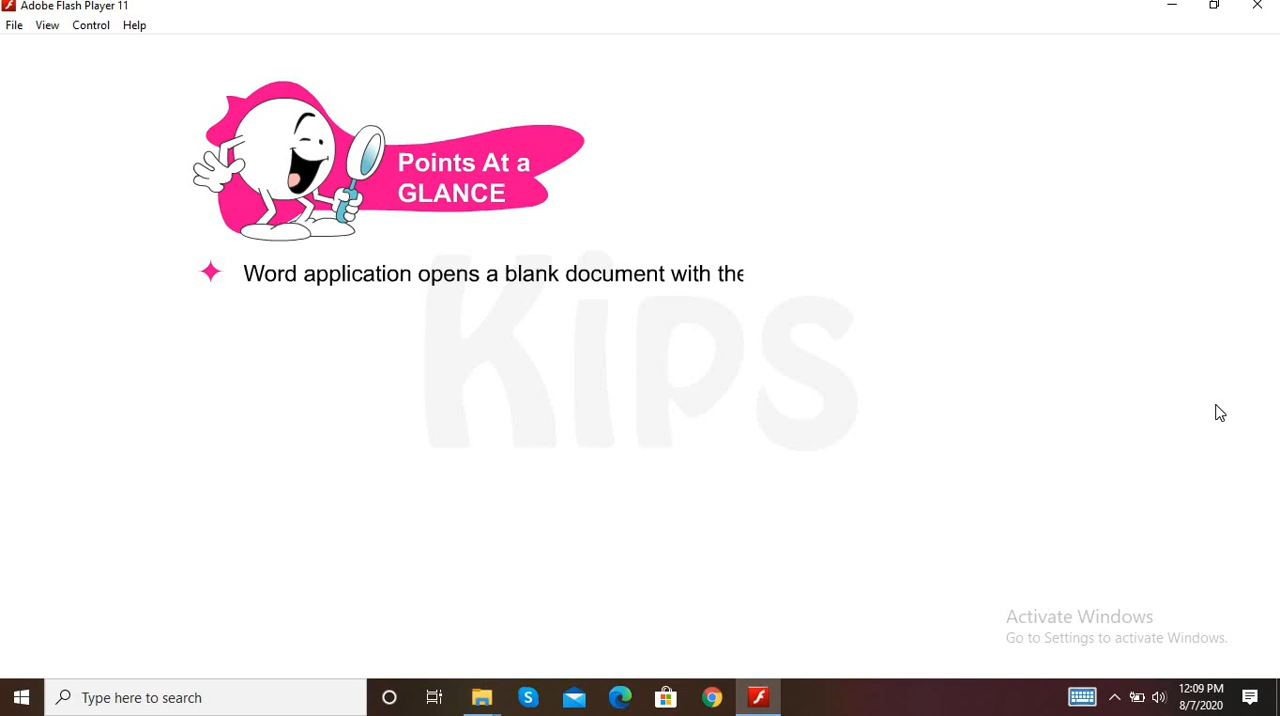 Adobe Flash Player 11
File View Control Help
Points At a
GLANCE
Word application opens a blank document with the
Kips
Activate Windows
Go to Settings to activate Windows.
Type here to search
12:09 PM
8/7/2020